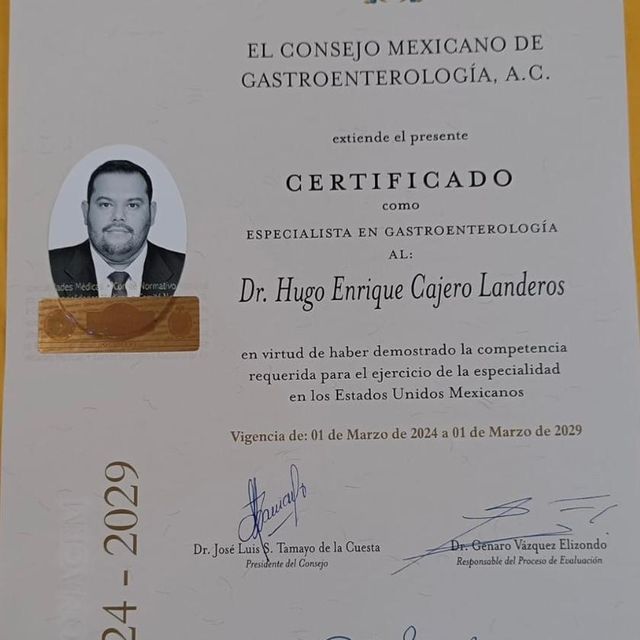 EL CONSEJO MEXICANO DE
GASTROENTEROLOGÍA, A.C.
extiende el presente
CERTIFICADO
como
ESPECIALISTA EN GASTROENTEROLOGÍA
AL:
Dr. Hugo Enrique Cajero Landeros
en virtud de haber demostrado la competencia
requerida para el ejercicio de la especialidad
en los Estados Unidos Mexicanos
Vigencia de: 01 de Marzo de 2024 a 01 de Marzo de 2029
Dr. José Luis S. Tamayo de la Cuesta
Presidente del Consejo
Dr. Genaro Vázquez Elizondo
Responsable del Proceso de Evaluación
Normativo
24 - 2029